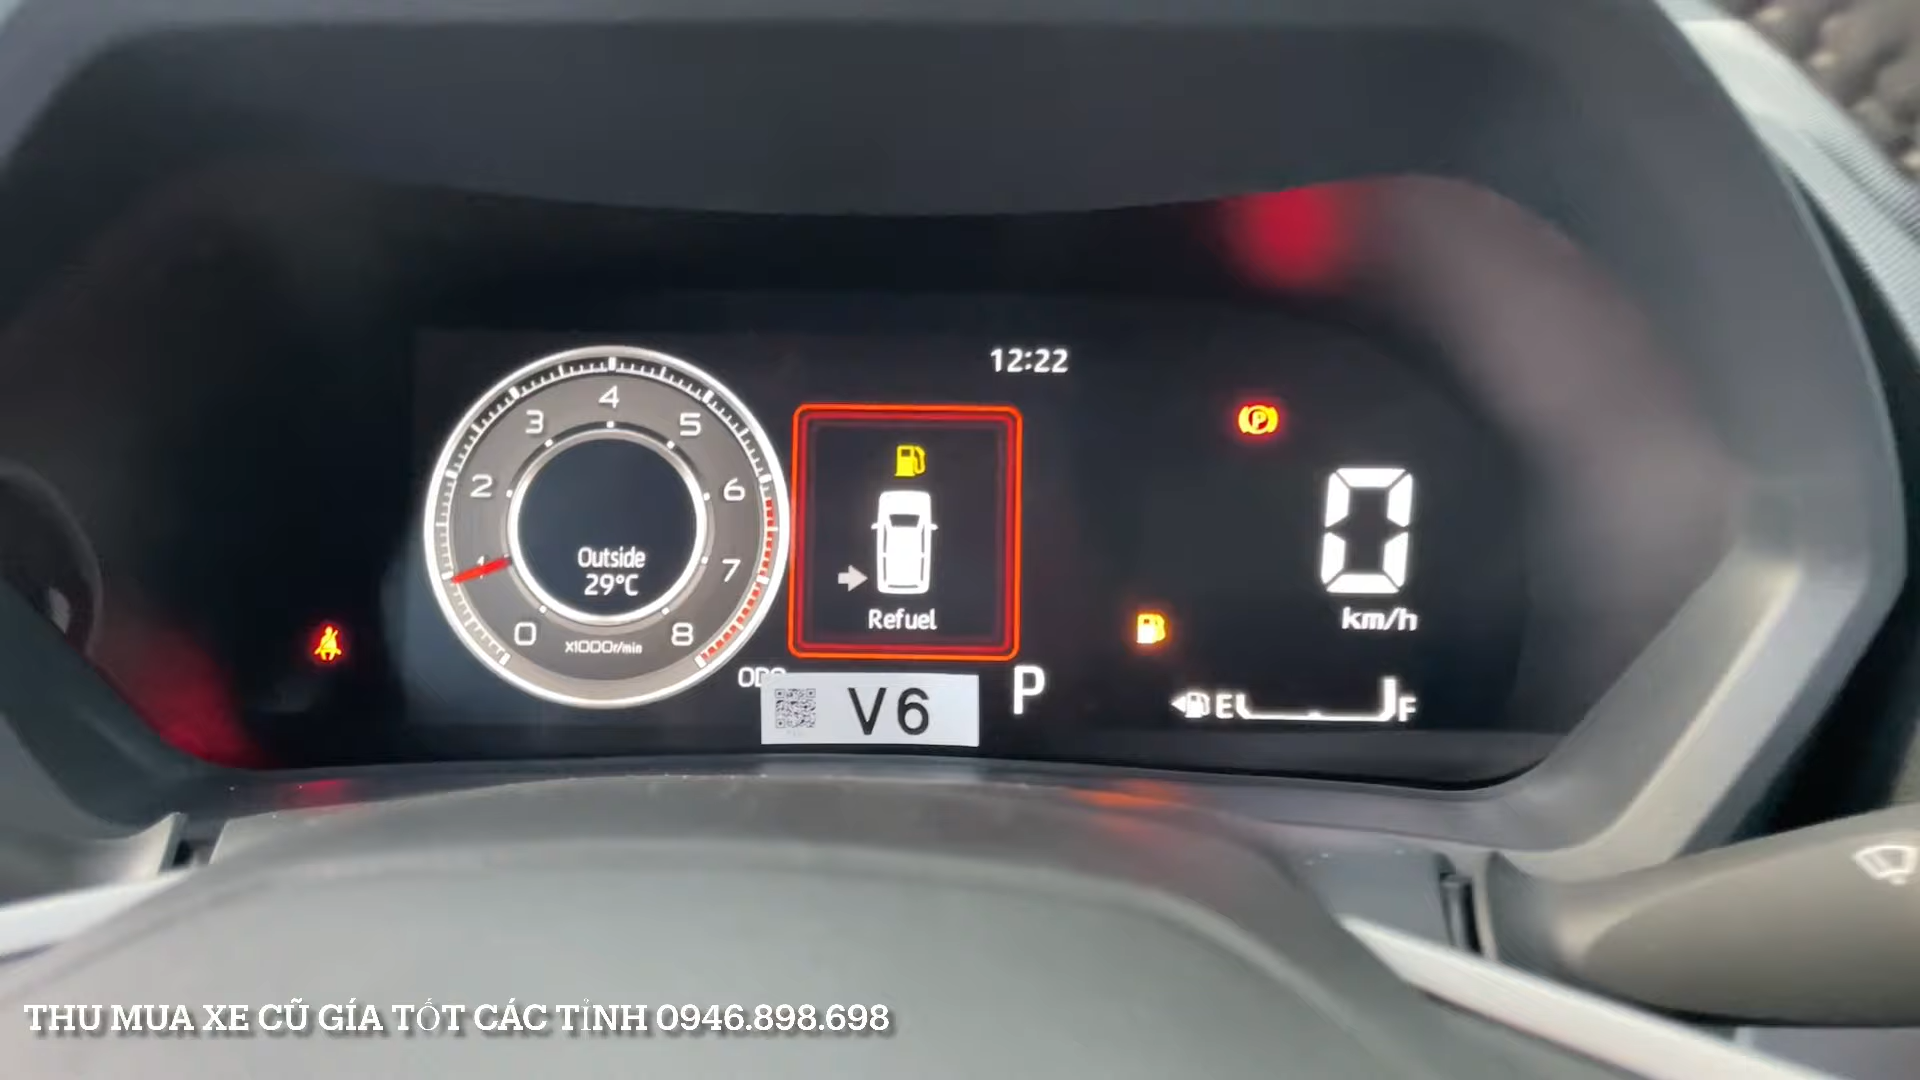 12:22
4
3
5
2
6
1
7
0
8
x1000r/min
Outside
29°C
Refuel
P
0
km/h
E
F
V6
THU MUA XE CŨ GÍA TỐT CÁC TỈNH 0946.898.698